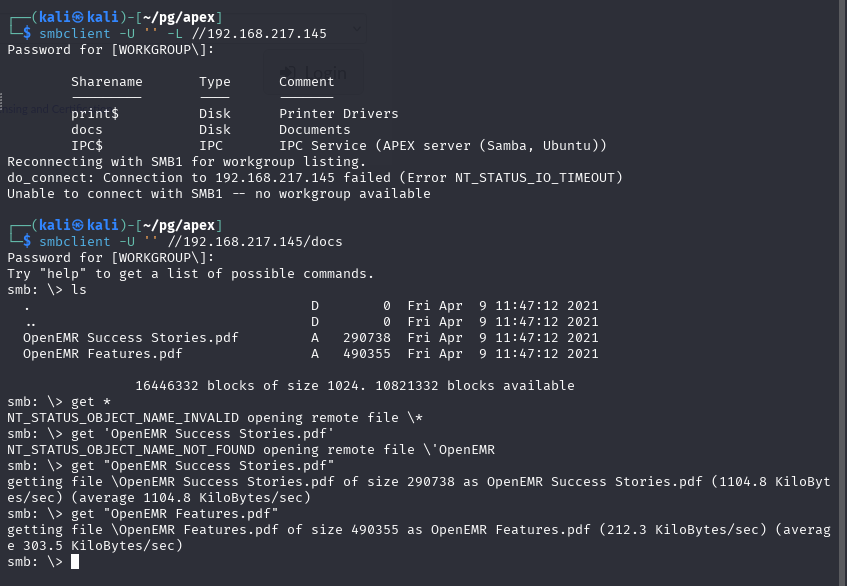 ┌──(kali㉿kali)-[~/pg/apex]
└─$ smbclient -U '' -L //192.168.217.145
Password for [WORKGROUP\]:
Login
Sharename Type Comment
───────── ──── ───────
print$ Disk Printer Drivers
docs Disk Documents
IPC$ IPC IPC Service (APEX server (Samba, Ubuntu))
Reconnecting with SMB1 for workgroup listing.
do_connect: Connection to 192.168.217.145 failed (Error NT_STATUS_IO_TIMEOUT)
Unable to connect with SMB1 -- no workgroup available
┌──(kali㉿kali)-[~/pg/apex]
└─$ smbclient -U '' //192.168.217.145/docs
Password for [WORKGROUP\]:
Try "help" to get a list of possible commands.
smb: \> ls
. D 0 Fri Apr 9 11:47:12 2021
.. D 0 Fri Apr 9 11:47:12 2021
OpenEMR Success Stories.pdf A 290738 Fri Apr 9 11:47:12 2021
OpenEMR Features.pdf A 490355 Fri Apr 9 11:47:12 2021
16446332 blocks of size 1024. 10821332 blocks available
smb: \> get *
NT_STATUS_OBJECT_NAME_INVALID opening remote file \*
smb: \> get 'OpenEMR Success Stories.pdf'
NT_STATUS_OBJECT_NAME_NOT_FOUND opening remote file \'OpenEMR
smb: \> get "OpenEMR Success Stories.pdf"
getting file \OpenEMR Success Stories.pdf of size 290738 as OpenEMR Success Stories.pdf (1104.8 KiloByt
es/sec) (average 1104.8 KiloBytes/sec)
smb: \> get "OpenEMR Features.pdf"
getting file \OpenEMR Features.pdf of size 490355 as OpenEMR Features.pdf (212.3 KiloBytes/sec) (averag
e 303.5 KiloBytes/sec)
smb: \>